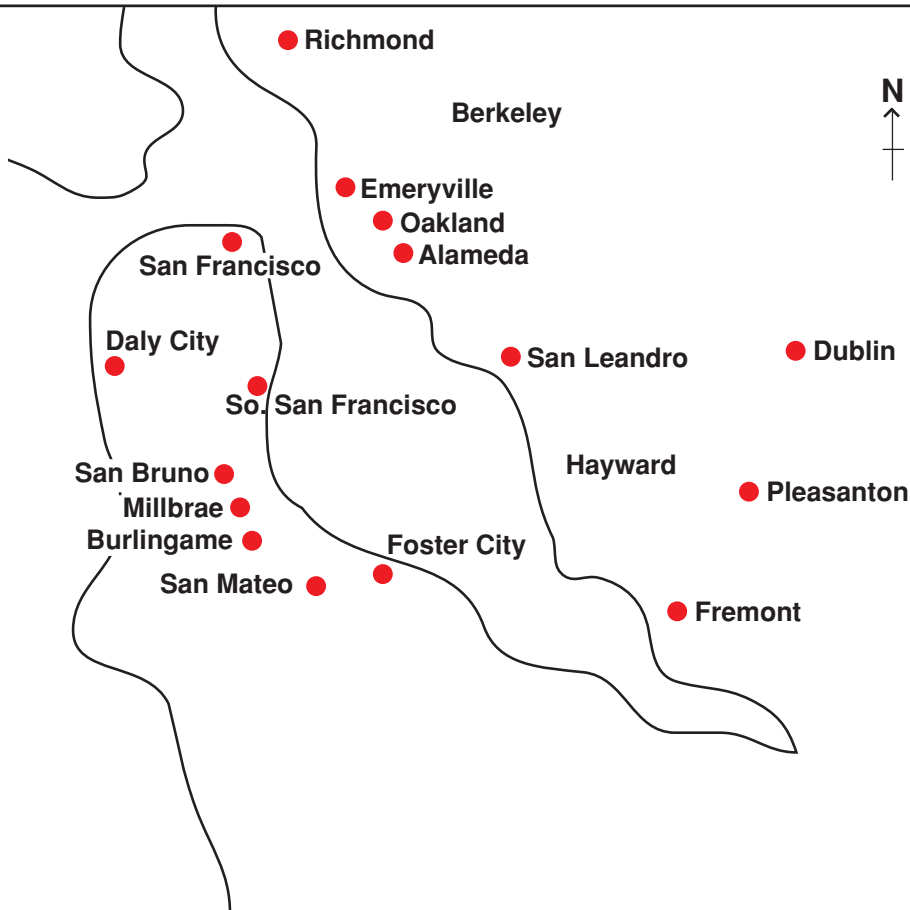 Richmond
N
Berkeley
Emeryville
Oakland
Alameda
San Francisco
Daly City
San Leandro
Dublin
So. San Francisco
Hayward
San Bruno
Pleasanton
Millbrae
Burlingame
Foster City
San Mateo
Fremont